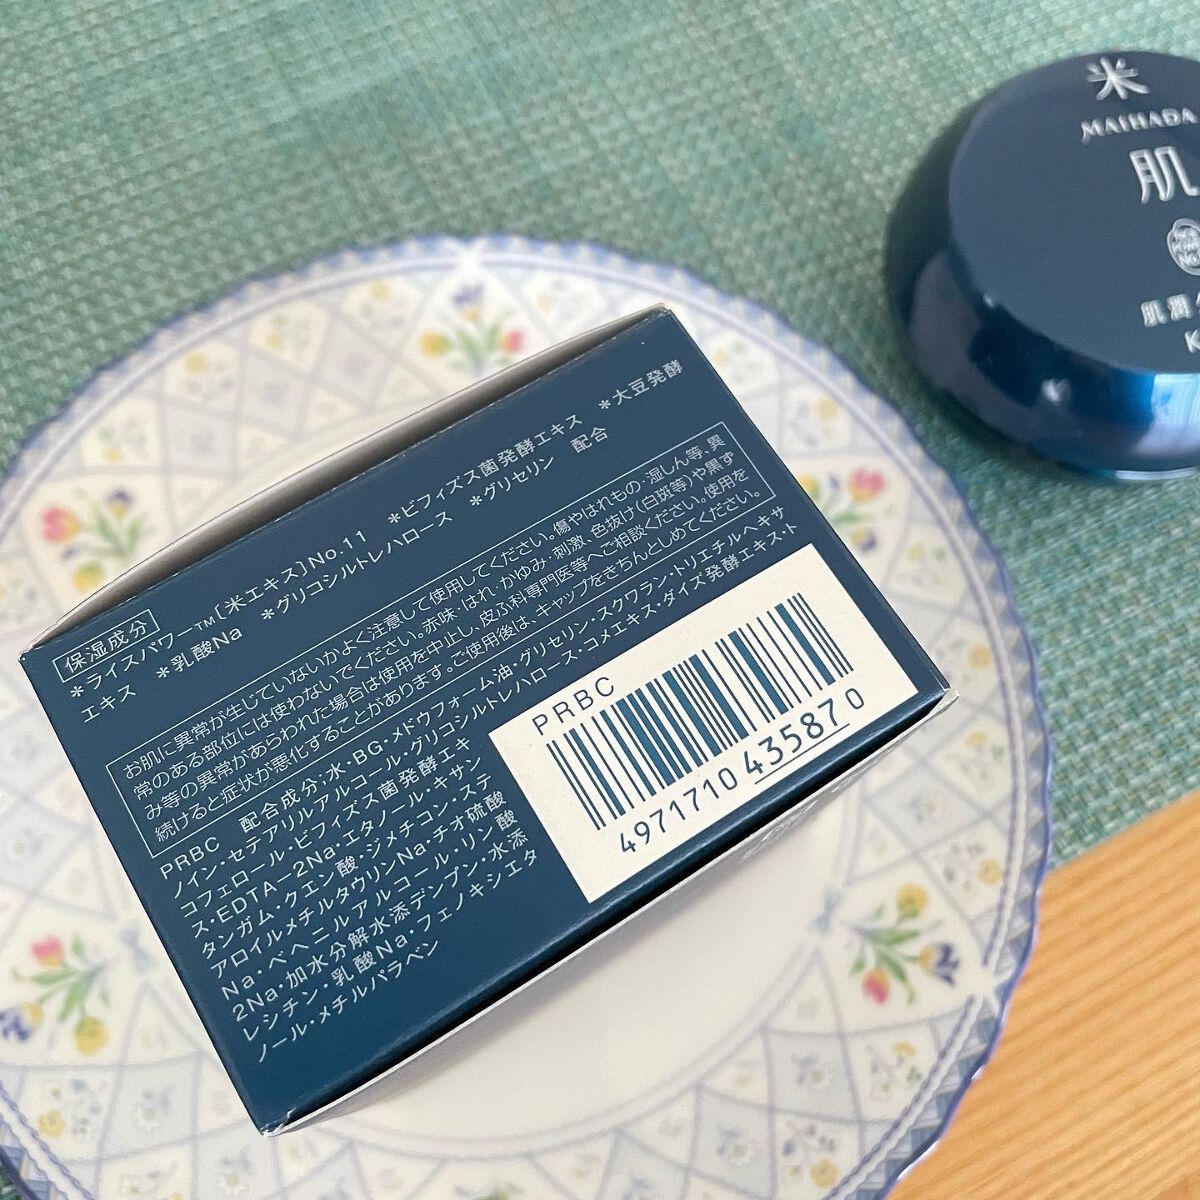 米
MAIHADA
肌
肌潤
K
保湿成分
*ライスパワー™[米エキス]No.11 *ビフィズス菌発酵エキス *大豆発酵
エキス *乳酸Na *グリコシルトレハロース *グリセリン 配合
お肌に異常が生じていないかよく注意して使用してください。傷やはれもの・湿しん等、異
常のある部位には使わないでください。赤味・はれ・かゆみ・刺激、色抜け(白斑等)や黒ず
み等の異常があらわれた場合は使用を中止し、皮ふ科専門医等へご相談ください。使用を
続けると症状が悪化することがあります。ご使用後は、キャップをきちんとしめてください。
PRBC 配合成分:水・BG・メドウフォーム油・グリセリン・スクワラン・トリエチルヘキサ
ノイン・セテアリルアルコール・グリコシルトレハロース・コメエキス・ダイズ発酵エキス・ト
コフェロール・ビフィズス菌発酵エキ
ス・EDTA-2Na・エタノール・キサン
タンガム・クエン酸・ジメチコン・ステ
アロイルメチルタウリンNa・チオ硫酸
Na・ベヘニルアルコール・リン酸
2Na・加水分解水添デンプン・水添
レシチン・乳酸Na・フェノキシエタ
ノール・メチルパラベン
PRBC
4971710 435870